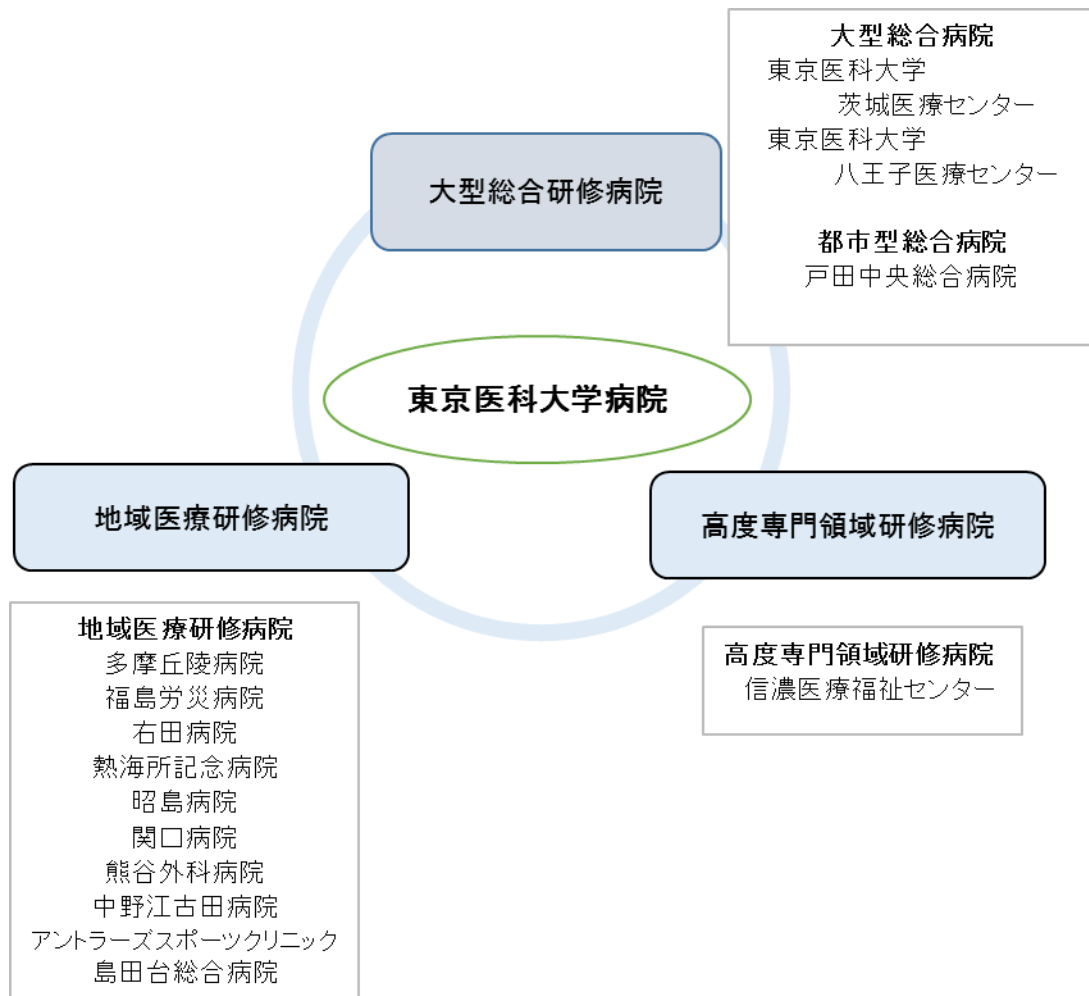 大型総合病院
東京医科大学
茨城医療センター
東京医科大学
八王子医療センター
都市型総合病院
戸田中央総合病院
大型総合研修病院
東京医科大学病院
地域医療研修病院
高度専門領域研修病院
地域医療研修病院
多摩丘陵病院
福島労災病院
右田病院
熱海所記念病院
昭島病院
関口病院
熊谷外科病院
中野江古田病院
アントラーズスポーツクリニック
島田台総合病院
高度専門領域研修病院
信濃医療福祉センター